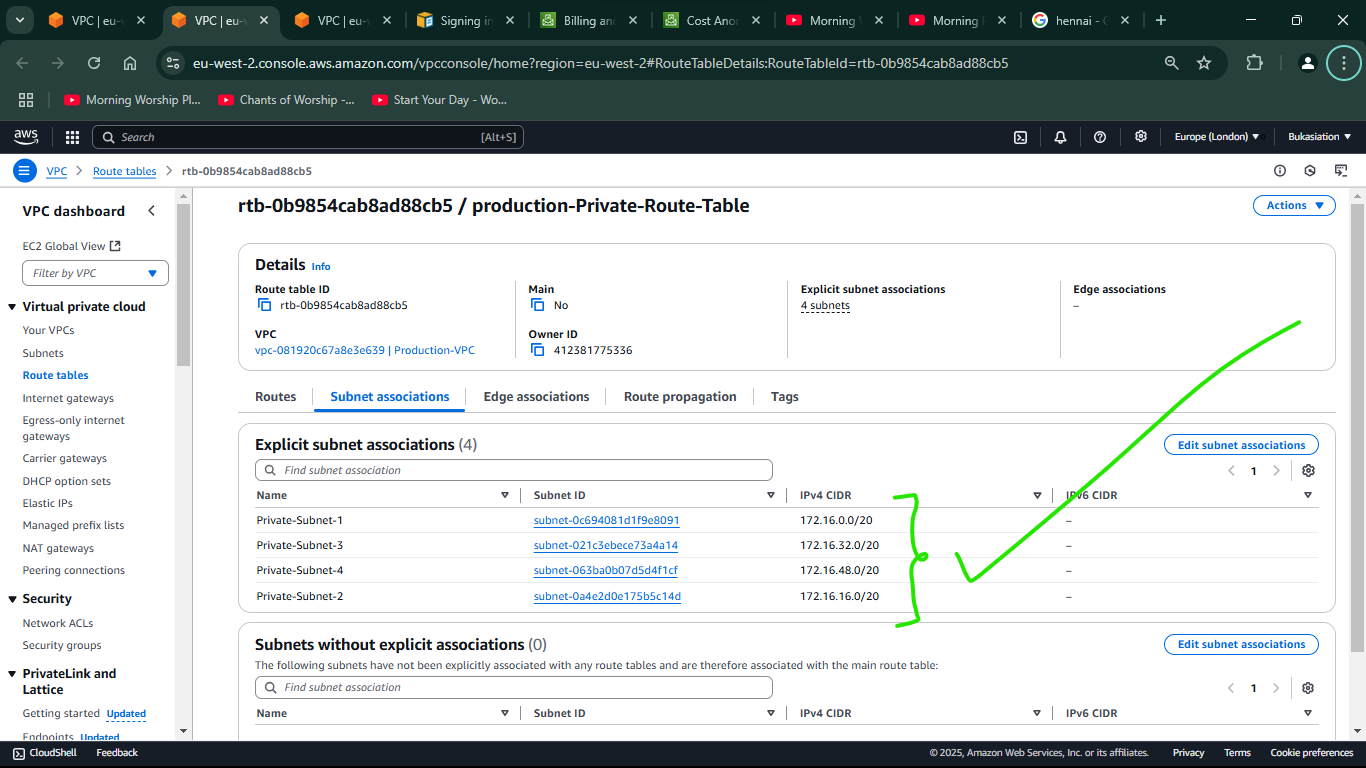 VPC | eu-w
VPC | eu-w
VPC | eu-w
Signing in
Billing and
Cost Anor
Morning
Morning
hennai - G
eu-west-2.console.aws.amazon.com/vpcconsole/home?region=eu-west-2#RouteTableDetails:RouteTableId=rtb-0b9854cab8ad88cb5
Morning Worship Pl... Chants of Worship -... Start Your Day - Wo...
aws Search [Alt+S] Europe (London) Bukasiation
VPC Route tables rtb-0b9854cab8ad88cb5
VPC dashboard
EC2 Global View
Filter by VPC
Virtual private cloud
Your VPCs
Subnets
Route tables
Internet gateways
Egress-only internet
gateways
Carrier gateways
DHCP option sets
Elastic IPs
Managed prefix lists
NAT gateways
Peering connections
Security
Network ACLs
Security groups
PrivateLink and
Lattice
Getting started Updated
Endpoints Updated
rtb-0b9854cab8ad88cb5 / production-Private-Route-Table
Actions
Details Info
Route table ID
rtb-0b9854cab8ad88cb5
Main
No
Explicit subnet associations
4 subnets
Edge associations
–
VPC
vpc-081920c67a8e3e639 | Production-VPC
Owner ID
412381775336
Routes Subnet associations Edge associations Route propagation Tags
Explicit subnet associations (4)
Edit subnet associations
Find subnet association
1
Name Subnet ID IPv4 CIDR IPv6 CIDR
Private-Subnet-1 subnet-0c694081d1f9e8091 172.16.0.0/20 –
Private-Subnet-3 subnet-021c3ebece73a4a14 172.16.32.0/20 –
Private-Subnet-4 subnet-063ba0b07d5d4f1cf 172.16.48.0/20 –
Private-Subnet-2 subnet-0a4e2d0e175b5c14d 172.16.16.0/20 –
Subnets without explicit associations (0)
Edit subnet associations
The following subnets have not been explicitly associated with any route tables and are therefore associated with the main route table:
Find subnet association
1
Name Subnet ID IPv4 CIDR IPv6 CIDR
CloudShell Feedback © 2025, Amazon Web Services, Inc. or its affiliates. Privacy Terms Cookie preferences